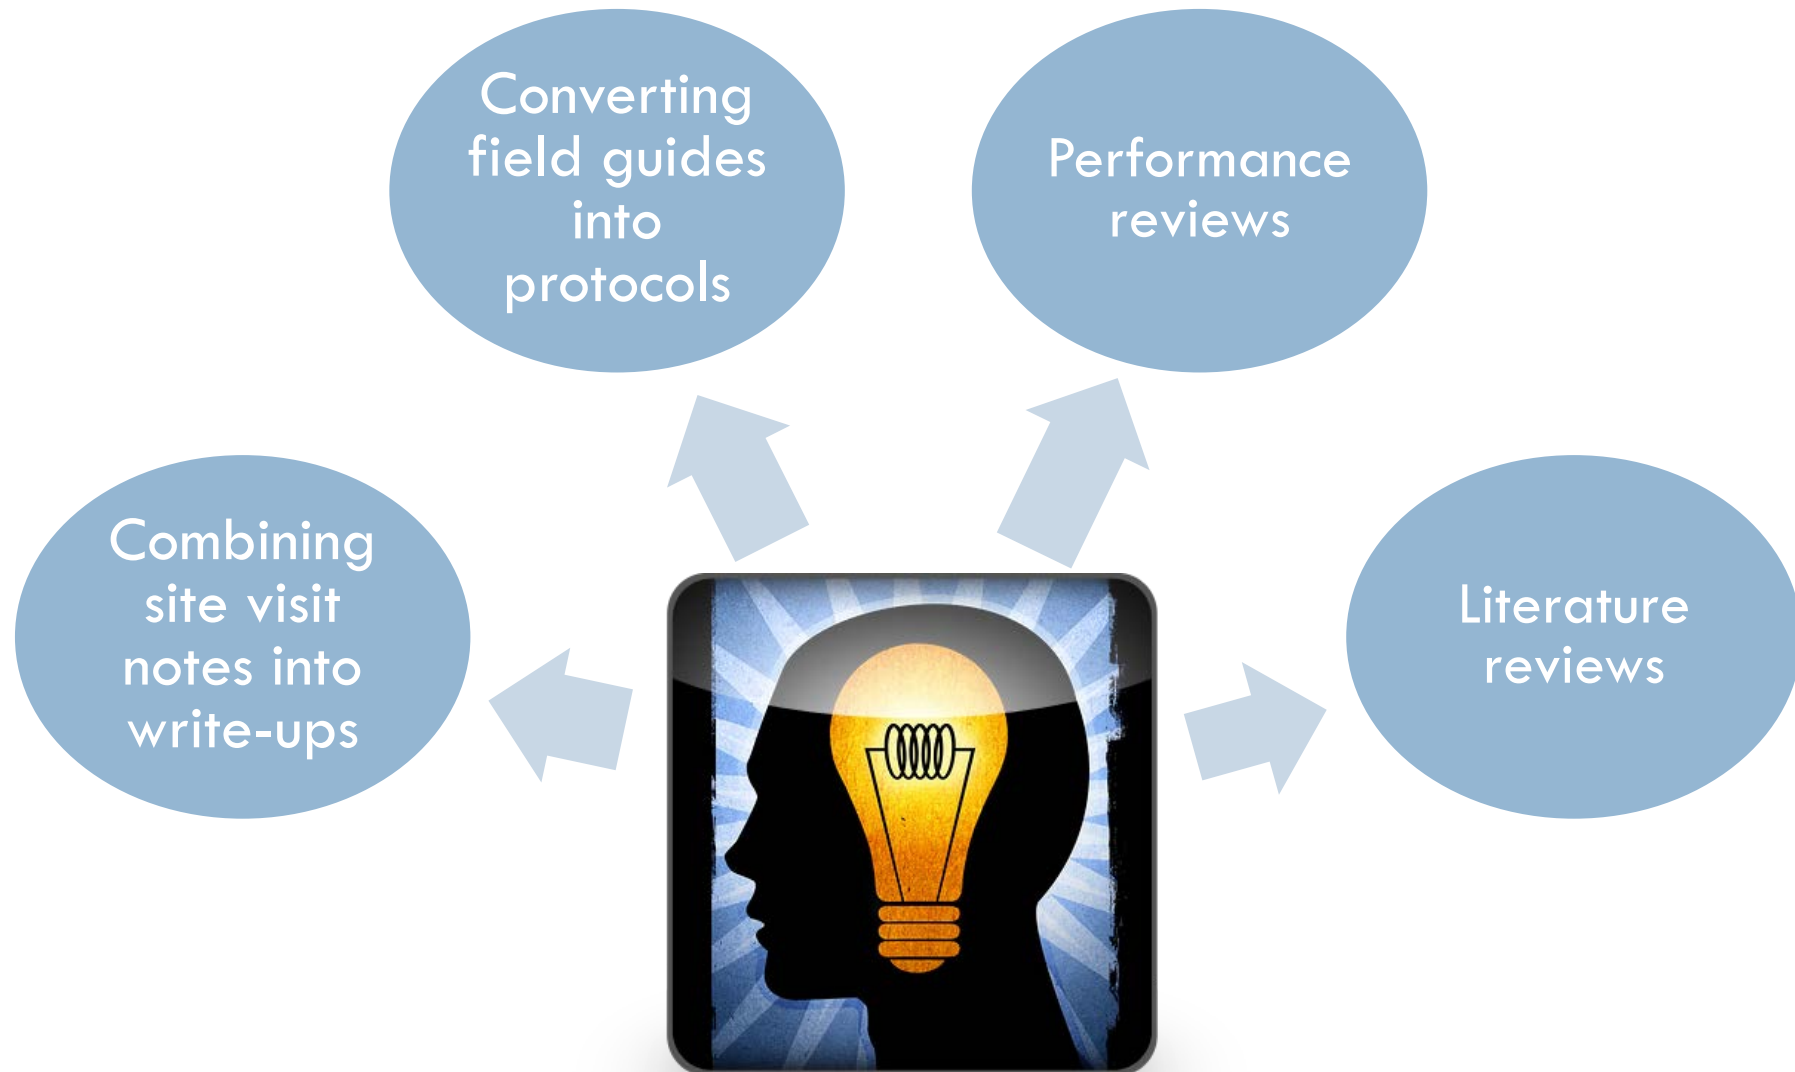 Converting
field guides
into
protocols
Performance
reviews
Combining
site visit
notes into
write-ups
Literature
reviews